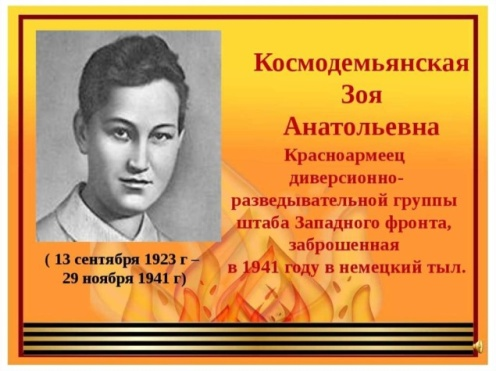 Космодемьянская
Зоя
Анатольевна
Красноармеец
диверсионно-
разведывательной группы
штаба Западного фронта,
заброшенная
в 1941 году в немецкий тыл.
( 13 сентября 1923 г –
29 ноября 1941 г)